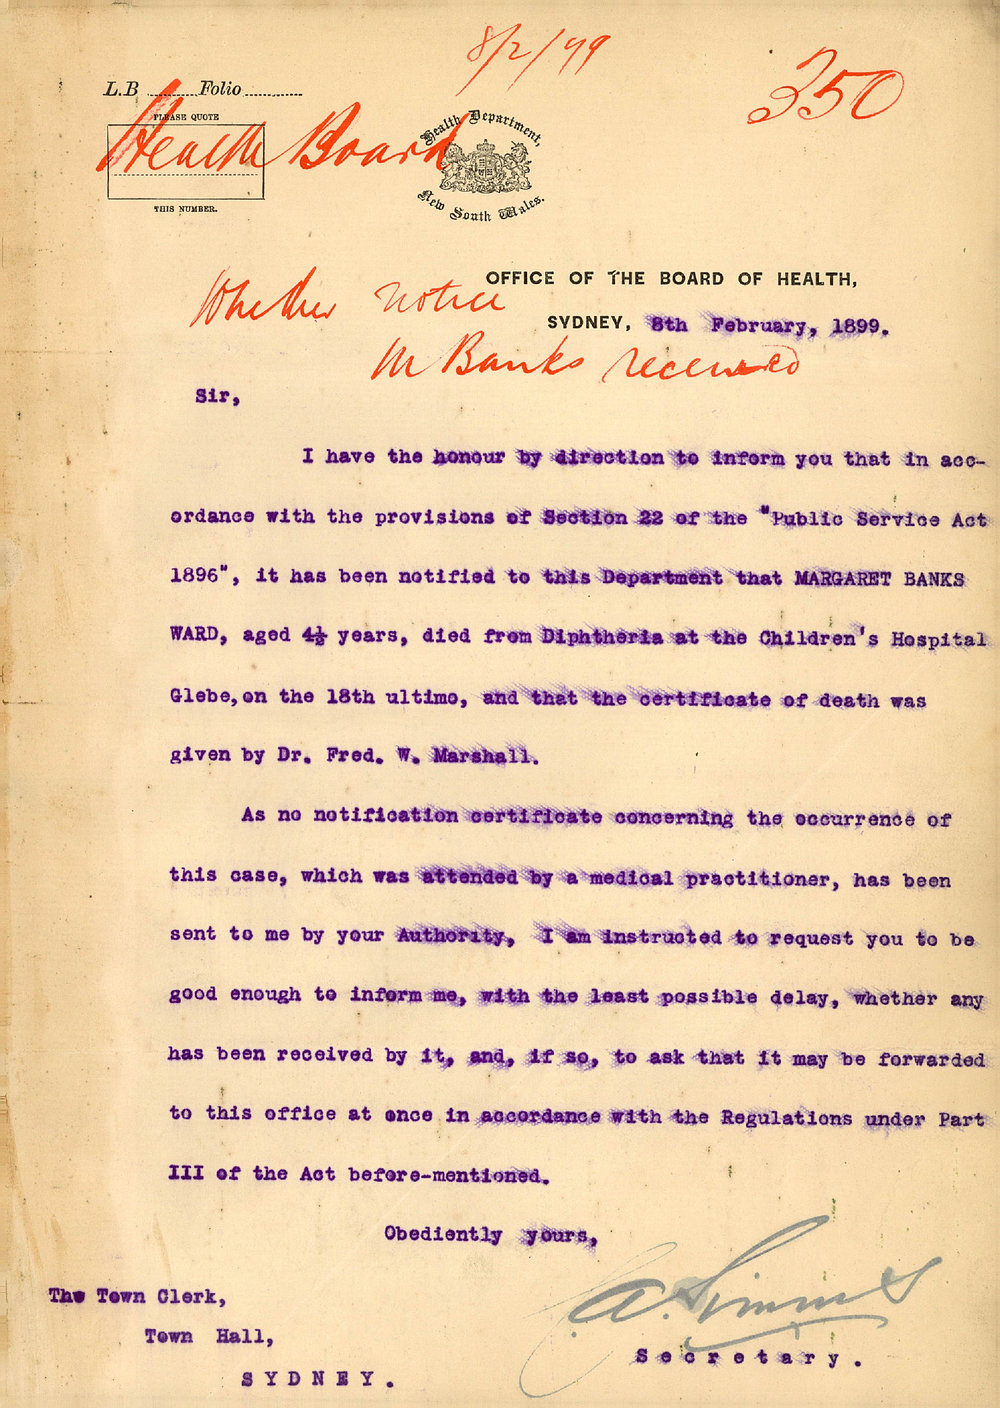 8/2/99
350
L.B ........ Folio ............
PLEASE QUOTE
Health Board
THIS NUMBER.
Health Department,
New South Wales.
OFFICE OF THE BOARD OF HEALTH,
Whether notice
SYDNEY, 8th February, 1899.
M Banks received
Sir,
I have the honour by direction to inform you that in acc-
ordance with the provisions of Section 22 of the "Public Service Act
1896", it has been notified to this Department that MARGARET BANKS
WARD, aged 4½ years, died from Diphtheria at the Children's Hospital
Glebe, on the 18th ultimo, and that the certificate of death was
given by Dr. Fred. W. Marshall.
As no notification certificate concerning the occurrence of
this case, which was attended by a medical practitioner, has been
sent to me by your Authority, I am instructed to request you to be
good enough to inform me, with the least possible delay, whether any
has been received by it, and, if so, to ask that it may be forwarded
to this office at once in accordance with the Regulations under Part
III of the Act before-mentioned.
Obediently yours,
The Town Clerk,
Town Hall,
SYDNEY.
A. Simms
Secretary.